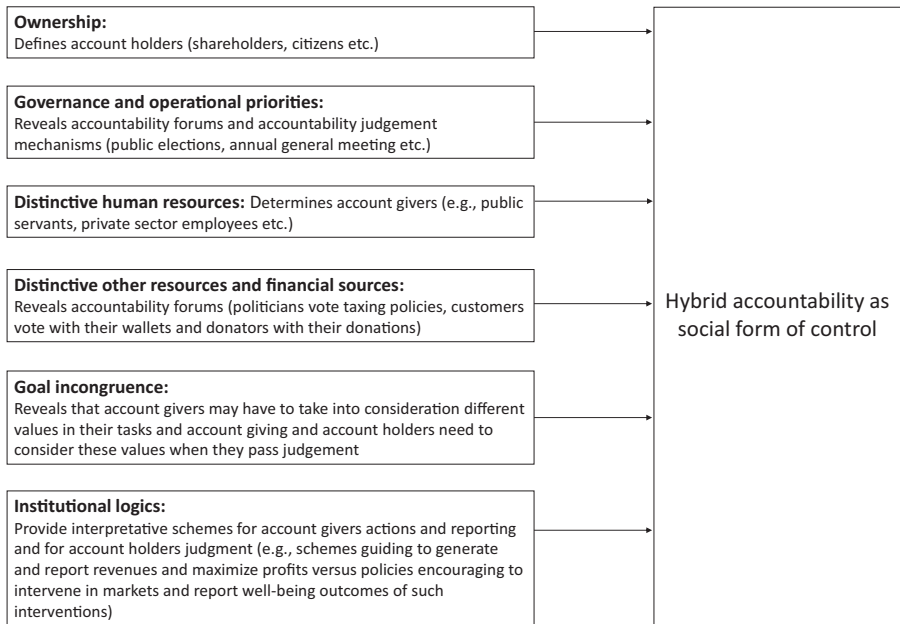 Ownership:
Defines account holders (shareholders, citizens etc.)
Governance and operational priorities:
Reveals accountability forums and accountability judgement
mechanisms (public elections, annual general meeting etc.)
Distinctive human resources: Determines account givers (e.g., public
servants, private sector employees etc.)
Distinctive other resources and financial sources:
Reveals accountability forums (politicians vote taxing policies, customers
vote with their wallets and donators with their donations)
Goal incongruence:
Reveals that account givers may have to take into consideration different
values in their tasks and account giving and account holders need to
consider these values when they pass judgement
Institutional logics:
Provide interpretative schemes for account givers actions and reporting
and for account holders judgment (e.g., schemes guiding to generate
and report revenues and maximize profits versus policies encouraging to
intervene in markets and report well-being outcomes of such
interventions)
Hybrid accountability as
social form of control